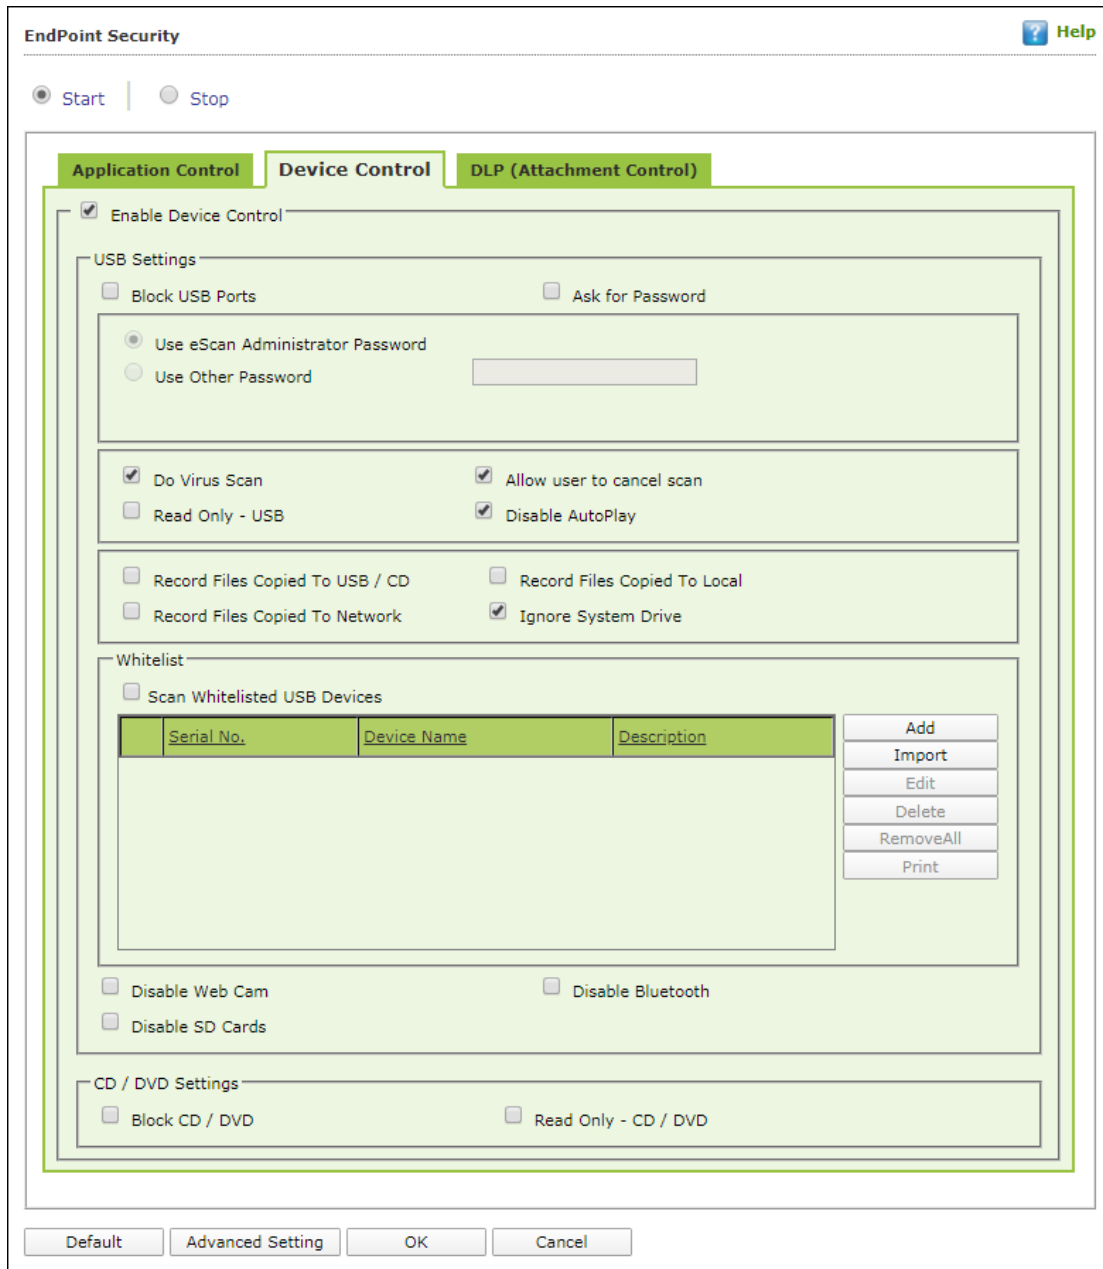 EndPoint Security
? Help
Start Stop
Application Control Device Control DLP (Attachment Control)
Enable Device Control
USB Settings
Block USB Ports Ask for Password
Use eScan Administrator Password
Use Other Password
Do Virus Scan Allow user to cancel scan
Read Only - USB Disable AutoPlay
Record Files Copied To USB / CD Record Files Copied To Local
Record Files Copied To Network Ignore System Drive
Whitelist
Scan Whitelisted USB Devices
Serial No. Device Name Description
Add
Import
Edit
Delete
RemoveAll
Print
Disable Web Cam Disable Bluetooth
Disable SD Cards
CD / DVD Settings
Block CD / DVD Read Only - CD / DVD
Default Advanced Setting OK Cancel